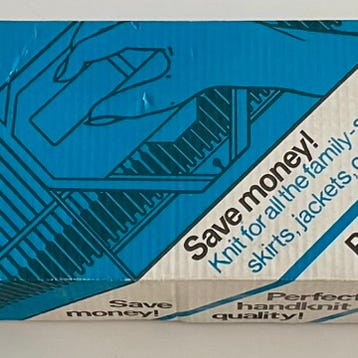 Save money!
Knit for all the family-
skirts, jackets,
Save
money!
Perfect
handknit
quality!